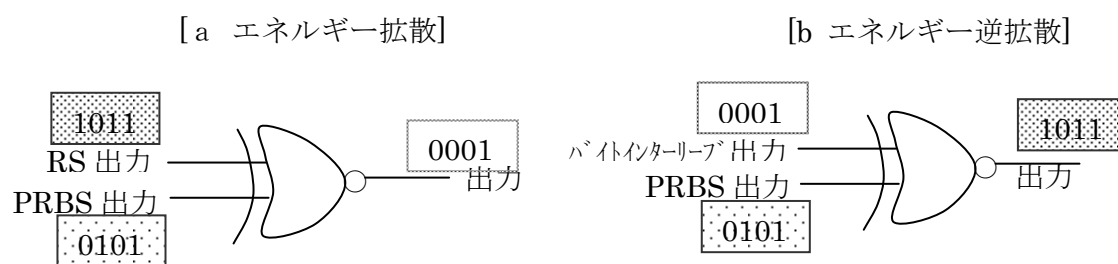 [a エネルギー拡散]
1011
RS 出力
PRBS 出力
0101
0001
出力
[b エネルギー逆拡散]
0001
ﾊﾞｲﾄｲﾝﾀｰﾘｰﾌﾞ出力
PRBS 出力
0101
1011
出力